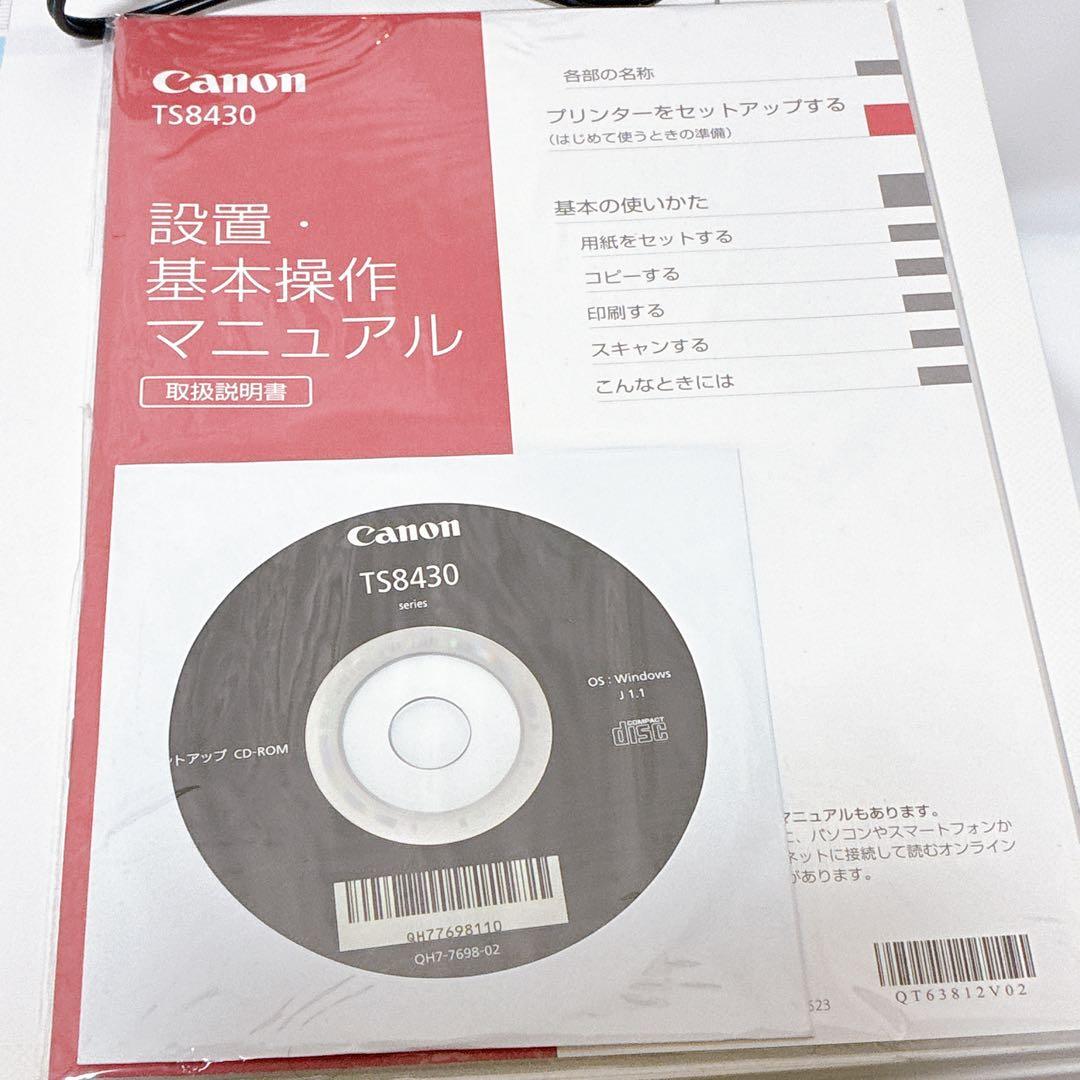 Canon
TS8430
設置・
基本操作
マニュアル
取扱説明書
各部の名称
プリンターをセットアップする
(はじめて使うときの準備)
基本の使いかた
用紙をセットする
コピーする
印刷する
スキャンする
こんなときには
Canon
TS8430
series
OS : Windows
J 1.1
COMPACT
disc
トアップ CD-ROM
QH77698110
QH7-7698-02
マニュアルもあります。
、パソコンやスマートフォンか
ネットに接続して読むオンライン
があります。
QT63812V02
523